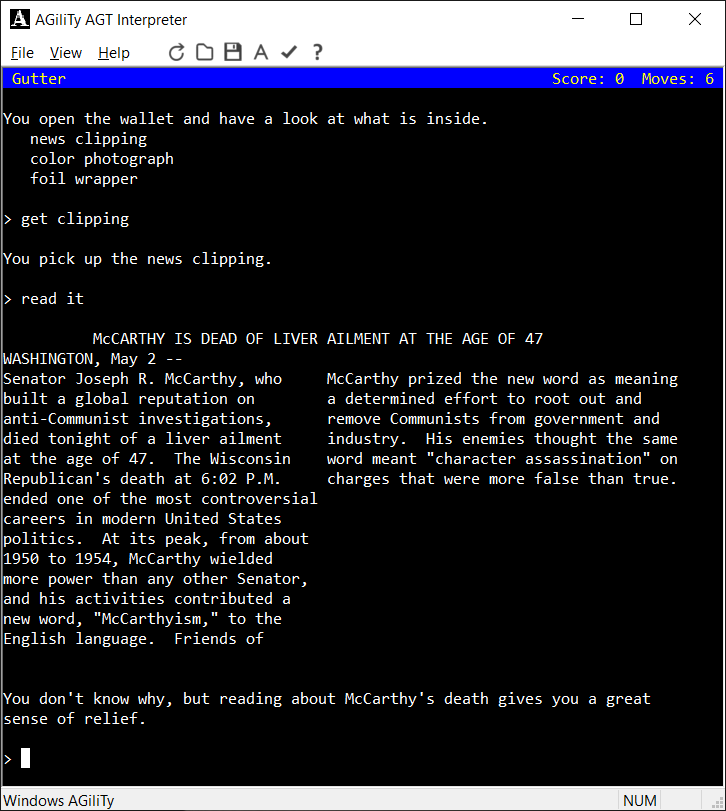 AGiliTy AGT Interpreter
File View Help
Gutter Score: 0 Moves: 6
You open the wallet and have a look at what is inside.
news clipping
color photograph
foil wrapper
> get clipping
You pick up the news clipping.
> read it
McCARTHY IS DEAD OF LIVER AILMENT AT THE AGE OF 47
WASHINGTON, May 2 --
Senator Joseph R. McCarthy, who
built a global reputation on
anti-Communist investigations,
died tonight of a liver ailment
at the age of 47.  The Wisconsin
Republican's death at 6:02 P.M.
ended one of the most controversial
careers in modern United States
politics.  At its peak, from about
1950 to 1954, McCarthy wielded
more power than any other Senator,
and his activities contributed a
new word, "McCarthyism," to the
English language.  Friends of
McCarthy prized the new word as meaning
a determined effort to root out and
remove Communists from government and
industry.  His enemies thought the same
word meant "character assassination" on
charges that were more false than true.
You don't know why, but reading about McCarthy's death gives you a great
sense of relief.
>
Windows AGiliTy NUM